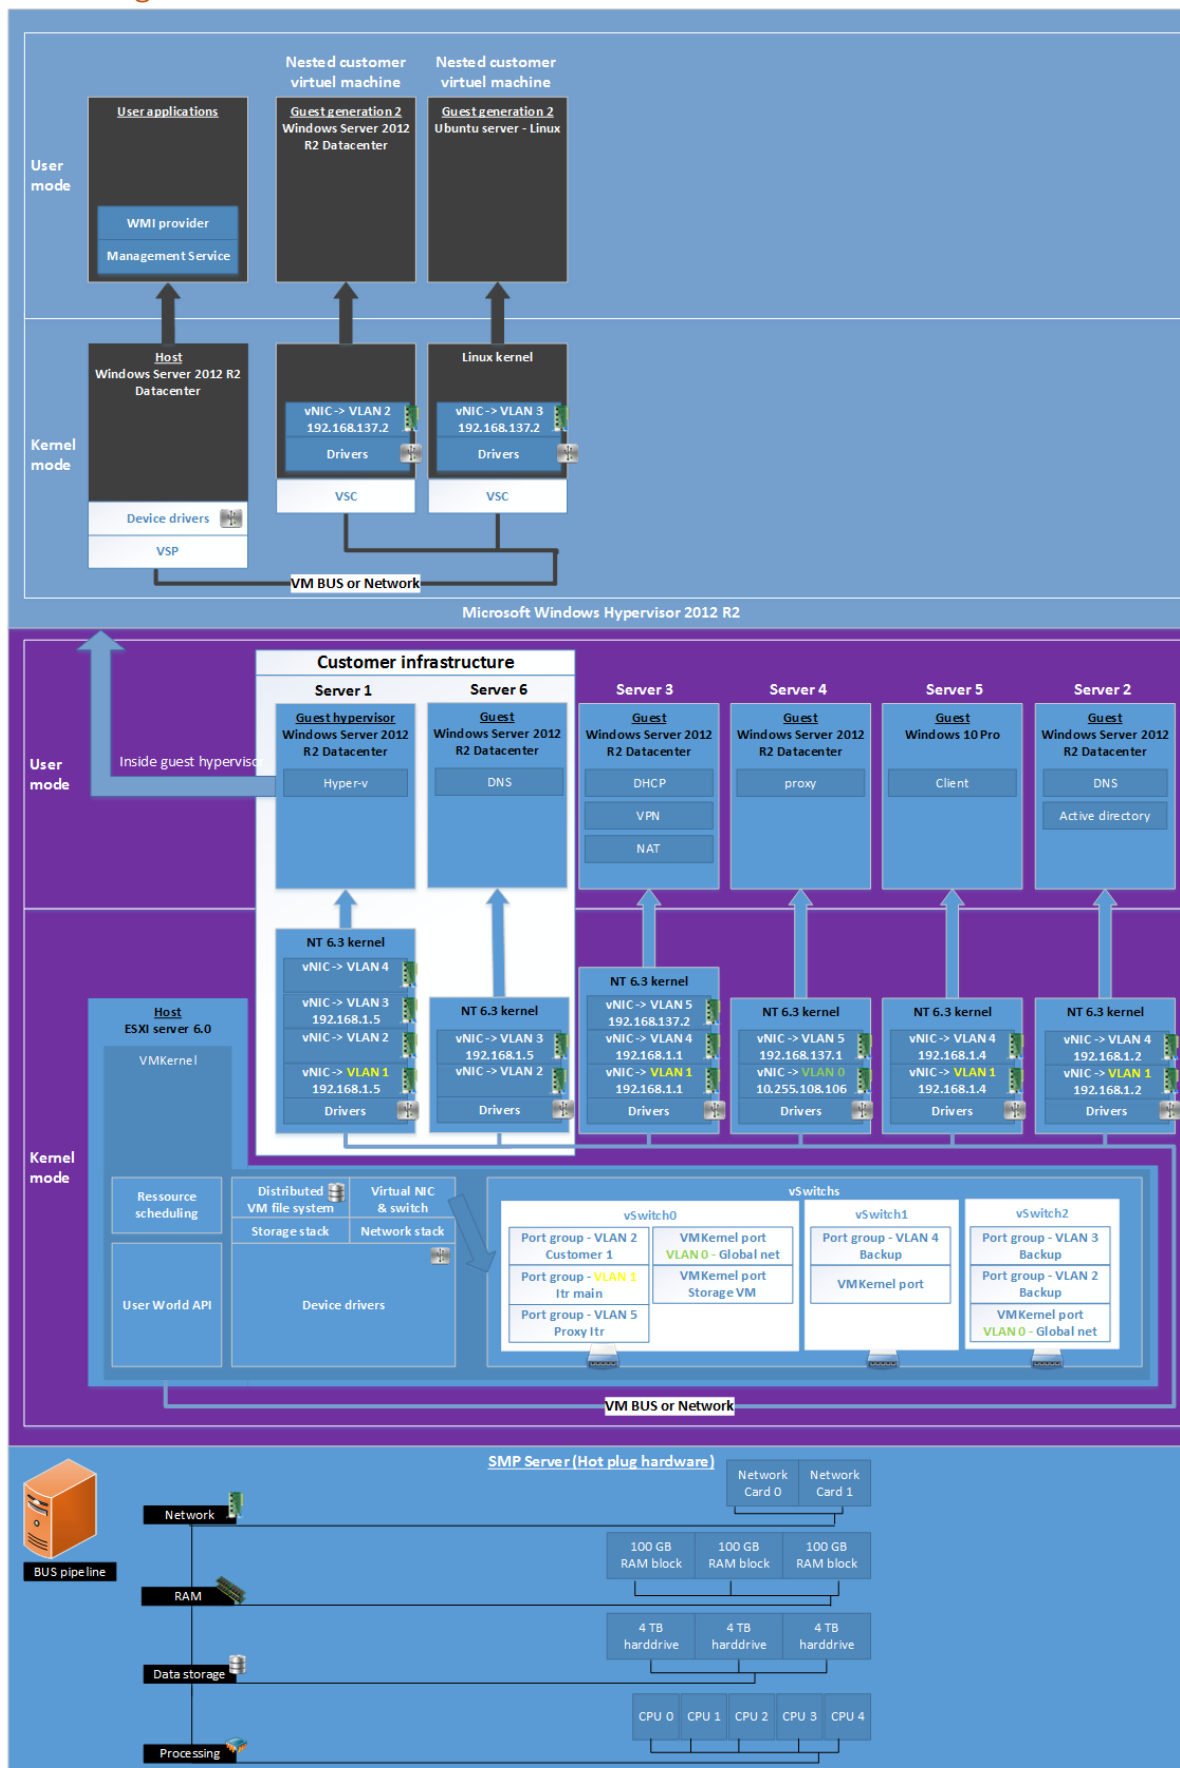 Nested customer
virtuel machine
Nested customer
virtuel machine
User applications
WMI provider
Management Service
Guest generation 2
Windows Server 2012
R2 Datacenter
Guest generation 2
Ubuntu server - Linux
User
mode
Host
Windows Server 2012 R2
Datacenter
Device drivers
VSP
vNIC -> VLAN 2
192.168.137.2
Drivers
VSC
Linux kernel
vNIC -> VLAN 3
192.168.137.2
Drivers
VSC
Kernel
mode
VM BUS or Network
Microsoft Windows Hypervisor 2012 R2
Customer infrastructure
Server 1
Server 6
Server 3
Server 4
Server 5
Server 2
User
mode
Inside guest hypervisor
Guest hypervisor
Windows Server 2012
R2 Datacenter
Hyper-v
Guest
Windows Server 2012
R2 Datacenter
DNS
Guest
Windows Server 2012
R2 Datacenter
DHCP
VPN
NAT
Guest
Windows Server 2012
R2 Datacenter
proxy
Guest
Windows 10 Pro
Client
Guest
Windows Server 2012
R2 Datacenter
DNS
Active directory
NT 6.3 kernel
vNIC -> VLAN 4
vNIC -> VLAN 3
192.168.1.5
vNIC -> VLAN 2
vNIC -> VLAN 1
192.168.1.5
Drivers
NT 6.3 kernel
vNIC -> VLAN 3
192.168.1.5
vNIC -> VLAN 2
Drivers
NT 6.3 kernel
vNIC -> VLAN 5
192.168.137.2
vNIC -> VLAN 4
192.168.1.1
vNIC -> VLAN 1
192.168.1.1
Drivers
NT 6.3 kernel
vNIC -> VLAN 5
192.168.137.1
vNIC -> VLAN 0
10.255.108.106
Drivers
NT 6.3 kernel
vNIC -> VLAN 4
192.168.1.4
vNIC -> VLAN 1
192.168.1.4
Drivers
NT 6.3 kernel
vNIC -> VLAN 4
192.168.1.2
vNIC -> VLAN 1
192.168.1.2
Drivers
Host
ESXI server 6.0
VMKernel
Kernel
mode
Ressource
scheduling
User World API
Distributed
VM file system
Virtual NIC
& switch
Storage stack
Network stack
Device drivers
vSwitchs
vSwitch0
Port group - VLAN 2
Customer 1
Port group - VLAN 1
Itr main
Port group - VLAN 5
Proxy Itr
VMKernel port
VLAN 0 - Global net
VMKernel port
Storage VM
vSwitch1
Port group - VLAN 4
Backup
VMKernel port
vSwitch2
Port group - VLAN 3
Backup
Port group - VLAN 2
Backup
VMKernel port
VLAN 0 - Global net
VM BUS or Network
SMP Server (Hot plug hardware)
BUS pipeline
Network
Network
Card 0
Network
Card 1
RAM
100 GB
RAM block
100 GB
RAM block
100 GB
RAM block
Data storage
4 TB
harddrive
4 TB
harddrive
4 TB
harddrive
Processing
CPU 0
CPU 1
CPU 2
CPU 3
CPU 4